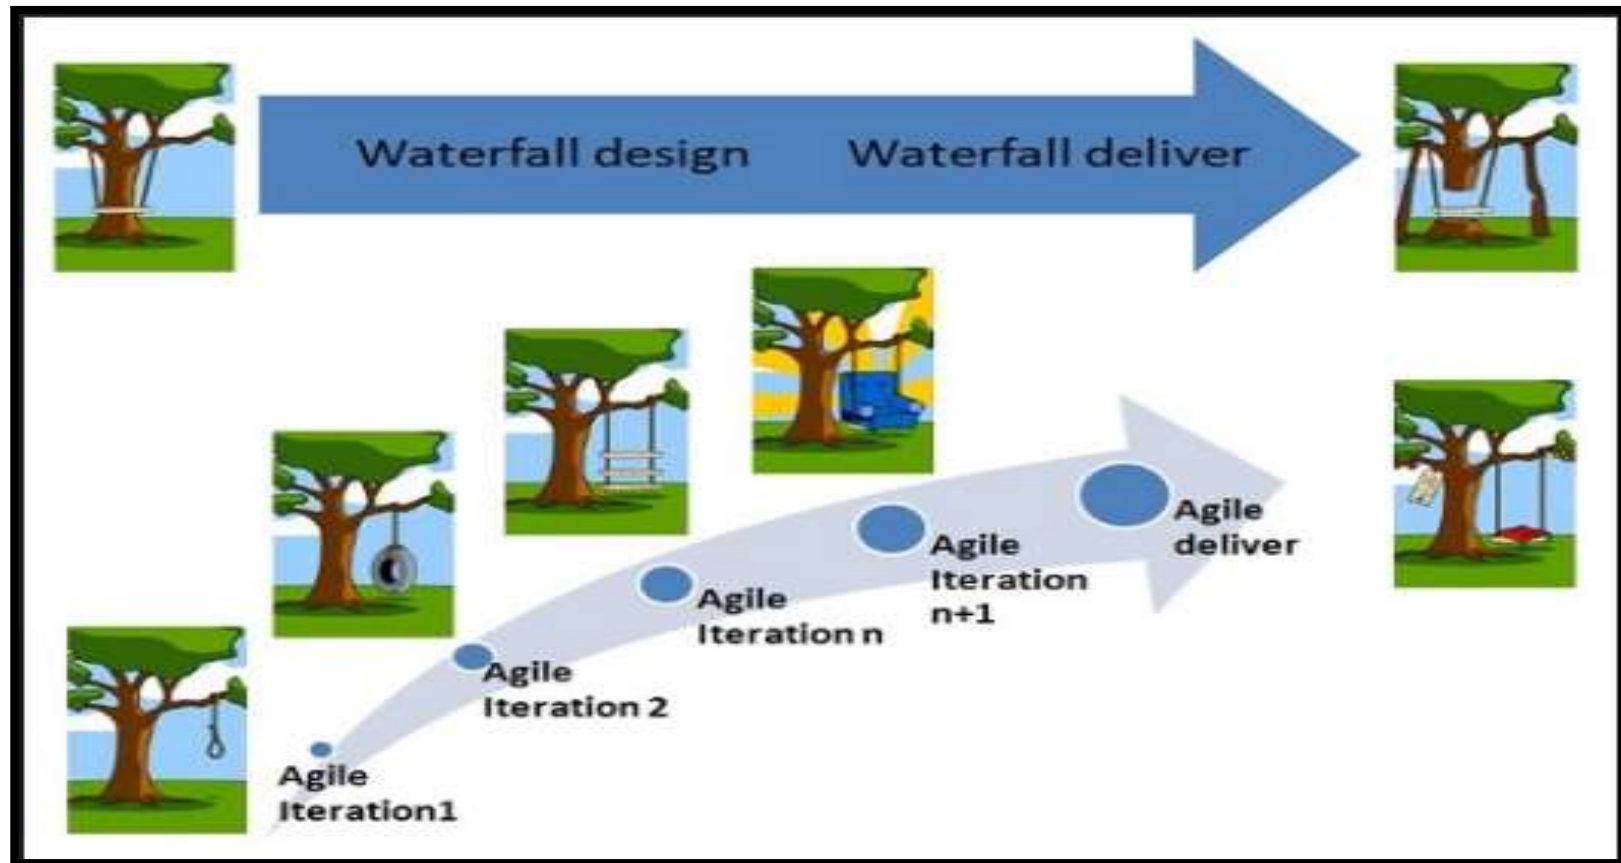 Waterfall design Waterfall deliver
Agile
deliver
Agile
Iteration
n+1
Agile
Iteration n
Agile
Iteration 2
Agile
Iteration1